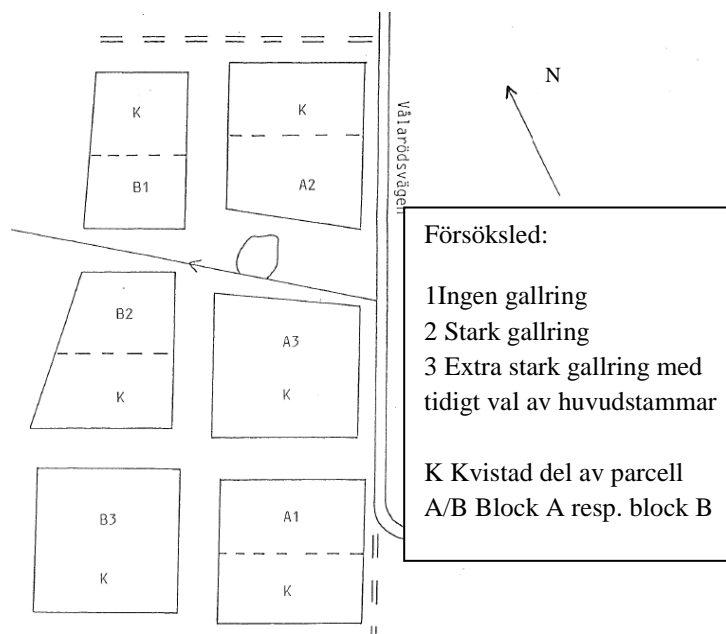 N
K
K
B1
A2
Vålarödsvägen
Försöksled:
1Ingen gallring
2 Stark gallring
3 Extra stark gallring med
tidigt val av huvudstammar
K Kvistad del av parcell
A/B Block A resp. block B
B2
K
A3
K
B3
K
A1
K